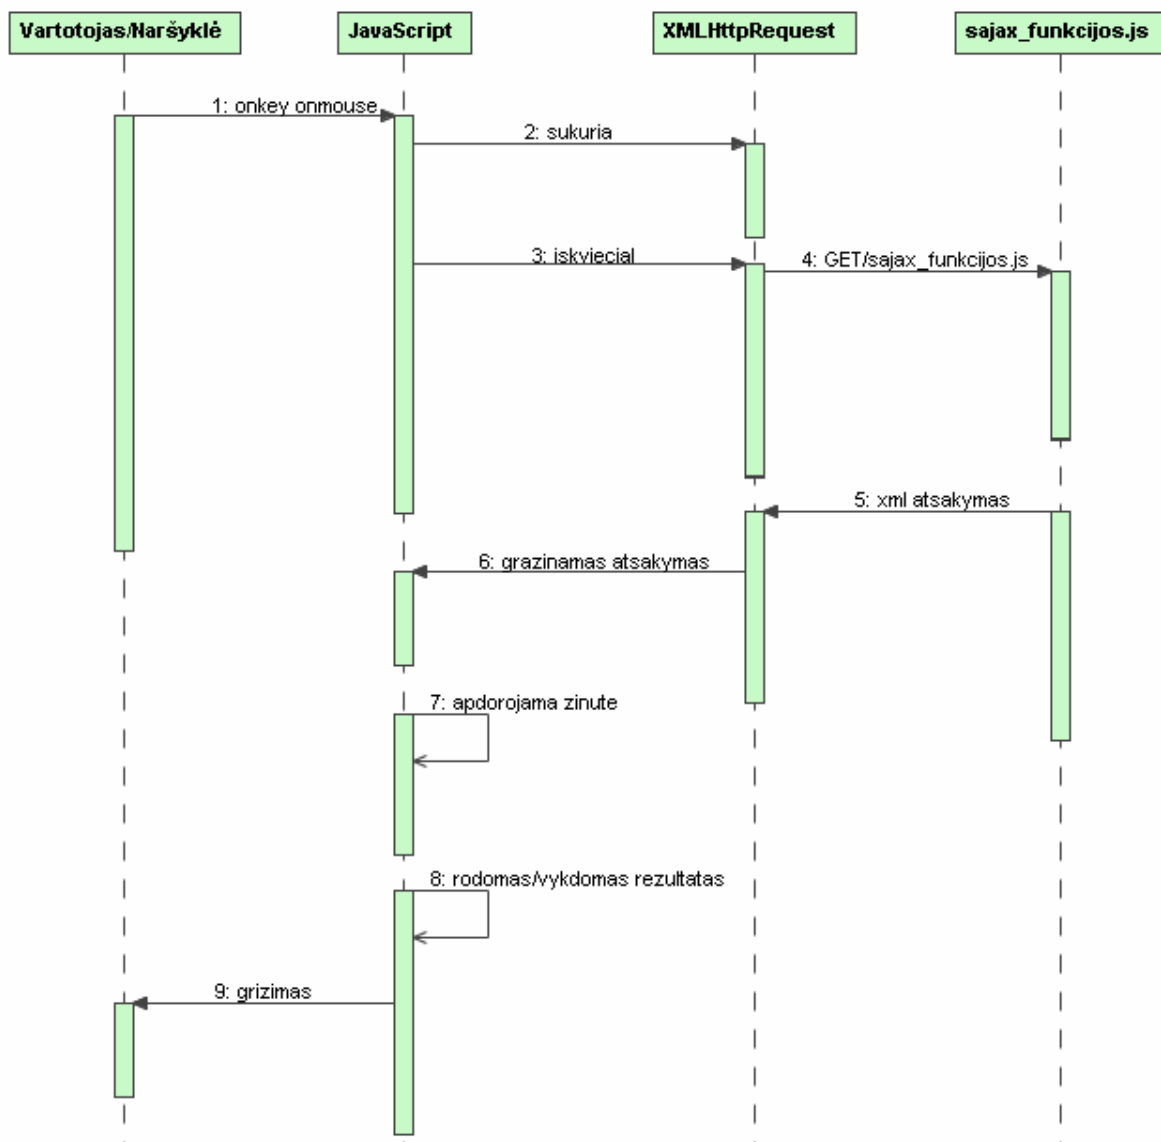 Vartotojas/Naršyklė
JavaScript
XMLHttpRequest
sajax_funkcijos.js
1: onkey onmouse
2: sukuria
3: iskviecial
4: GET/sajax_funkcijos.js
5: xml atsakymas
6: grazinamas atsakymas
7: apdorojama zinute
8: rodomas/vykdomas rezultatas
9: grizimas